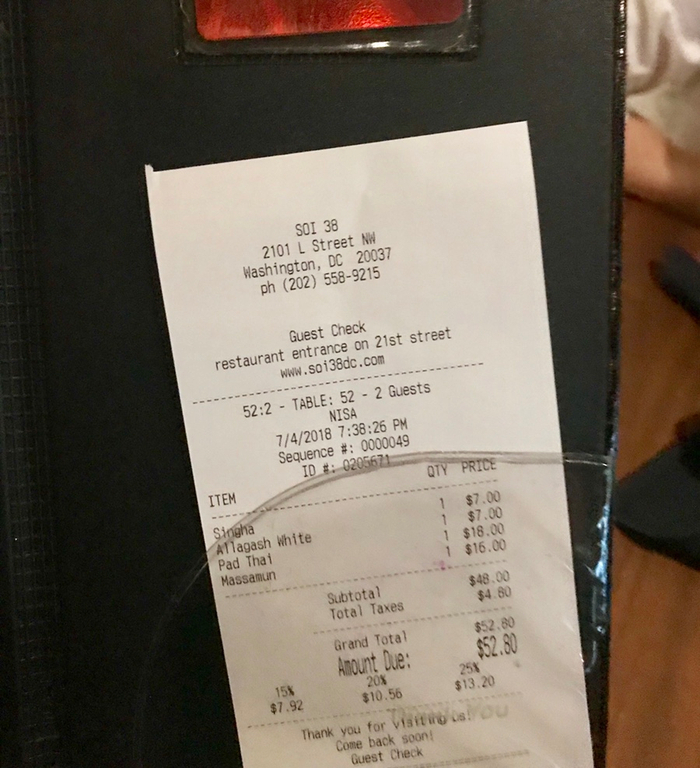 SOI 38
2101 L Street NW
Washington, DC 20037
ph (202) 558-9215
Guest Check
restaurant entrance on 21st street
www.soi38dc.com
52:2 - TABLE: 52 - 2 Guests
NISA
7/4/2018 7:38:26 PM
Sequence #: 0000049
ID #: 0205671
ITEM QTY PRICE
Singha 1 $7.00
Allagash White 1 $7.00
Pad Thai 1 $18.00
Massamun 1 $16.00
Subtotal $48.00
Total Taxes $4.80
Grand Total $52.80
Amount Due: $52.80
15% 20% 25%
$7.92 $10.56 $13.20
Thank you for visiting us!
Come back soon!
Guest Check